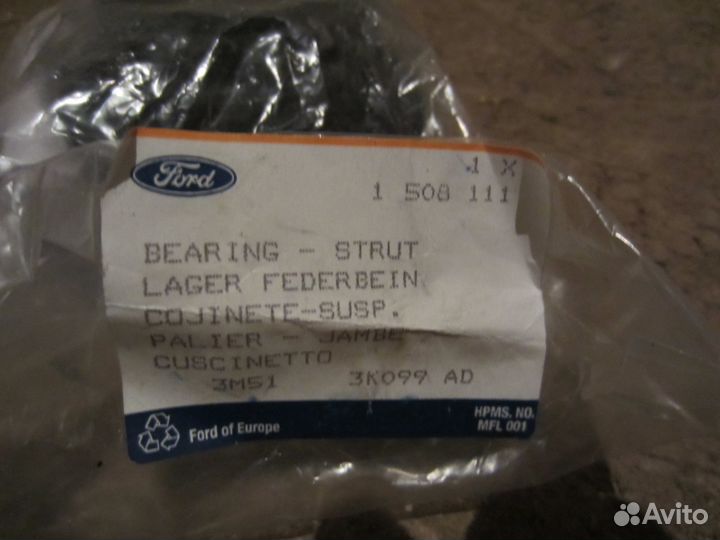 Ford
1 X
1 508 111
BEARING - STRUT
LAGER FEDERBEIN
COJINETE-SUSP.
PALIER - JAMBE
CUSCINETTO
3M51 3K099 AD
Ford of Europe
HPMS. NO.
MFL 001
Avito